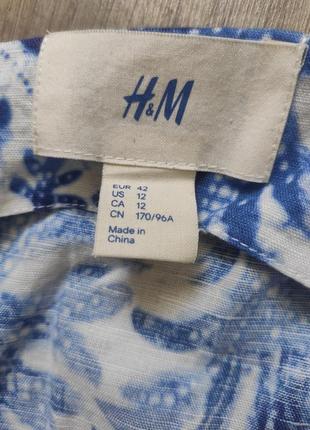 H&M
EUR 42
US 12
CA 12
CN 170/96A
Made in
China